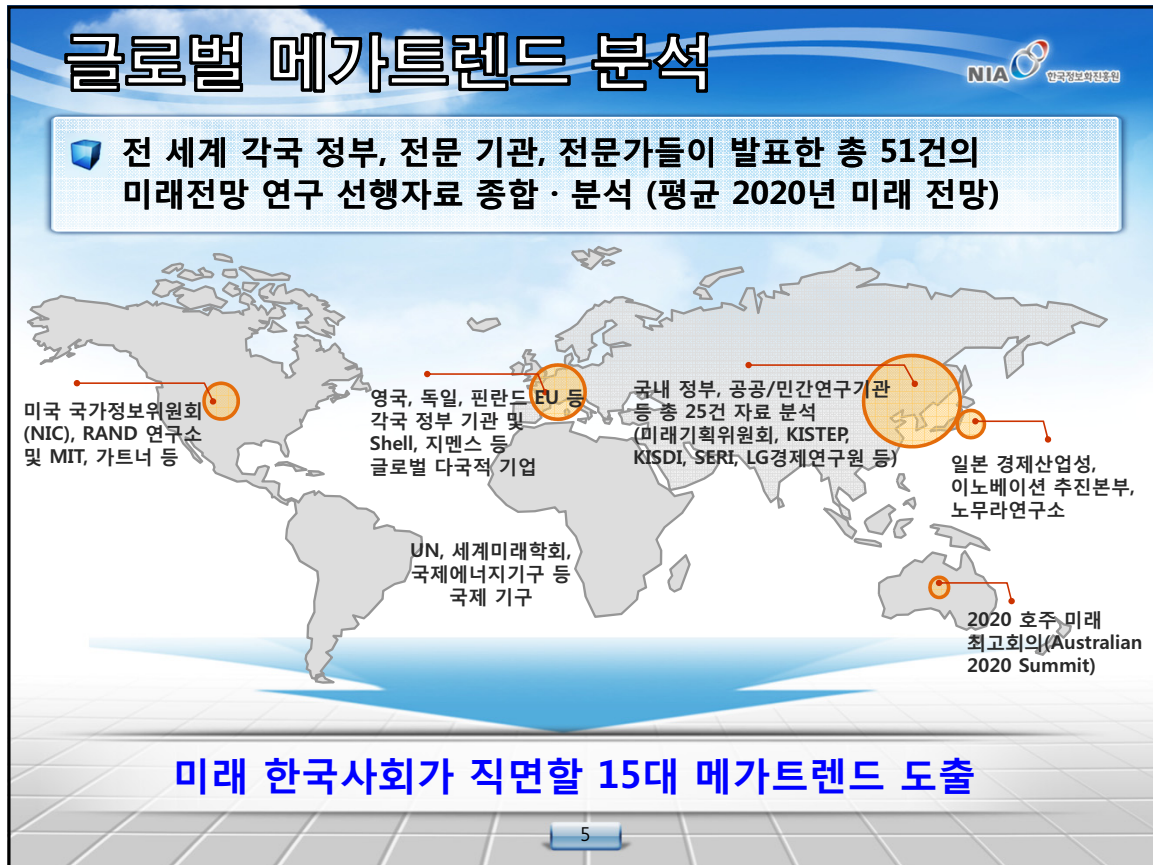 글로벌 메가트렌드 분석
NIA 한국정보화진흥원
전 세계 각국 정부, 전문 기관, 전문가들이 발표한 총 51건의
미래전망 연구 선행자료 종합 · 분석 (평균 2020년 미래 전망)
미국 국가정보위원회
(NIC), RAND 연구소
및 MIT, 가트너 등
영국, 독일, 핀란드 EU 등
각국 정부 기관 및
Shell, 지멘스 등
글로벌 다국적 기업
국내 정부, 공공/민간연구기관
등 총 25건 자료 분석
(미래기획위원회, KISTEP,
KISDI, SERI, LG경제연구원 등)
일본 경제산업성,
이노베이션 추진본부,
노무라연구소
UN, 세계미래학회,
국제에너지기구 등
국제 기구
2020 호주 미래
최고회의(Australian
2020 Summit)
미래 한국사회가 직면할 15대 메가트렌드 도출
5